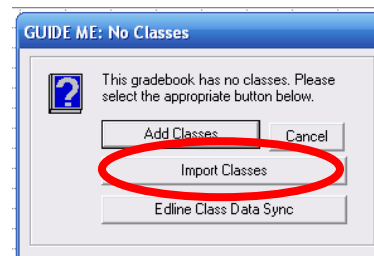 GUIDE ME: No Classes
This gradebook has no classes. Please
select the appropriate button below.
Add Classes
Cancel
Import Classes
Edline Class Data Sync